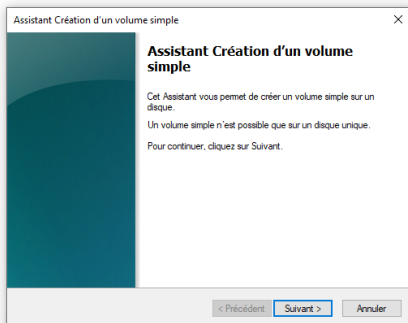 Assistant Création d'un volume simple
Assistant Création d'un volume
simple
Cet Assistant vous permet de créer un volume simple sur un
disque.
Un volume simple n'est possible que sur un disque unique.
Pour continuer, cliquez sur Suivant.
< Précédent Suivant > Annuler